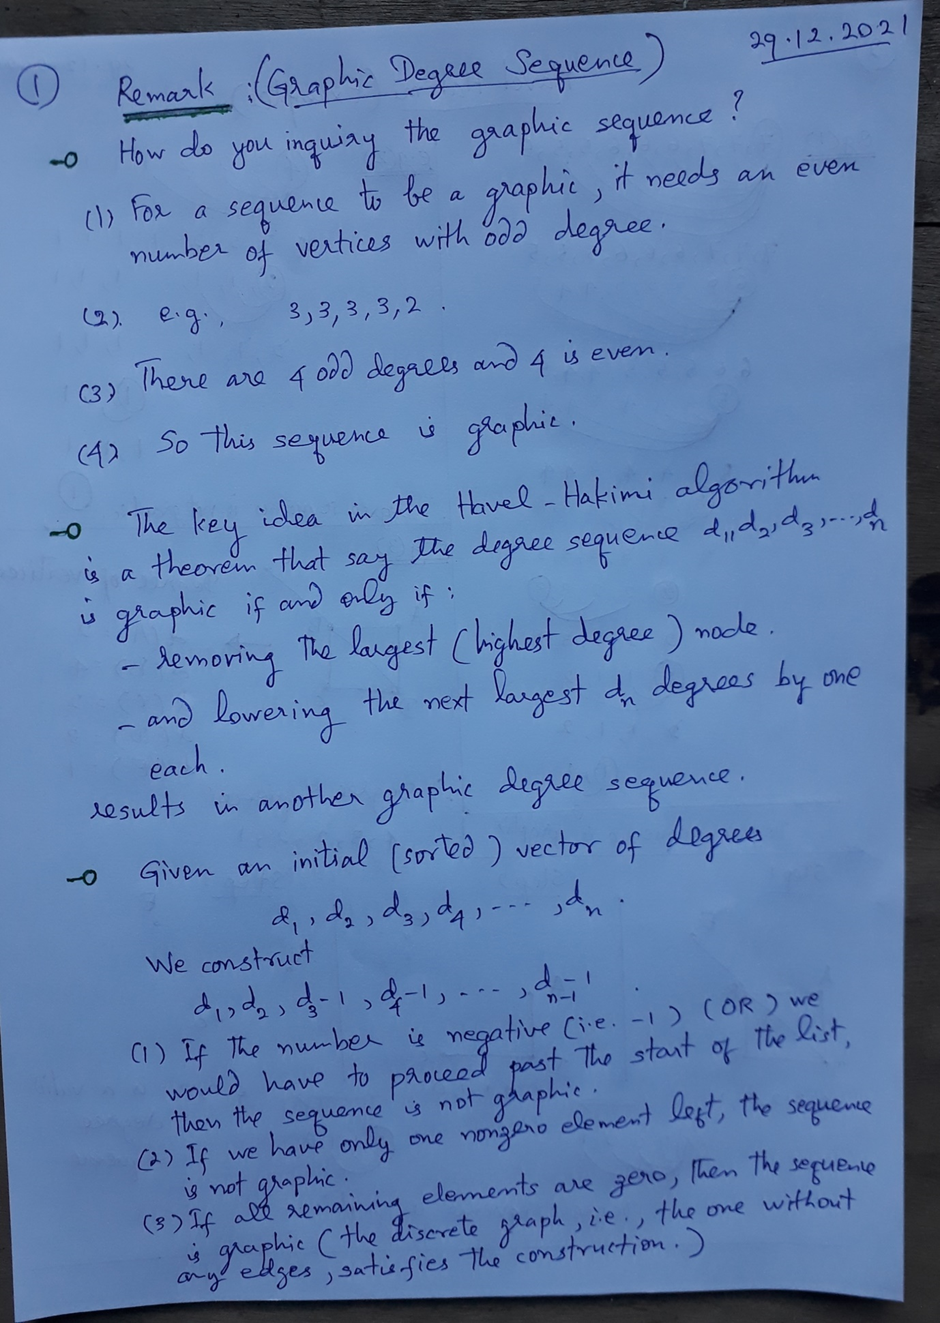 29.12.2021
① Remark :(Graphic Degree Sequence)
How do you inquiry the graphic sequence?
(1) For a sequence to be a graphic, it needs an even
number of vertices with odd degree.
(2). e.g., 3,3,3,3,2.
(3) There are 4 odd degrees and 4 is even.
(4) So this sequence is graphic.
The key idea in the Havel-Hakimi algorithm
is a theorem that say the degree sequence d₁,d₂,d₃,...,dₙ
is graphic if and only if :
- removing the largest (highest degree) node.
- and lowering the next largest dₙ degrees by one
each.
results in another graphic degree sequence.
Given an initial (sorted) vector of degrees
d₁, d₂, d₃, d₄, ---, dₙ.
We construct
d₁, d₂, d₃-1, d₄-1, ---, dₙ₋₁-1.
(1) If the number is negative (i.e. -1) (OR) we
would have to proceed past the start of the list,
then the sequence is not graphic.
(2) If we have only one nonzero element left, the sequence
is not graphic.
(3) If all remaining elements are zero, then the sequence
is graphic (the discrete graph, i.e., the one without
any edges, satisfies the construction.)